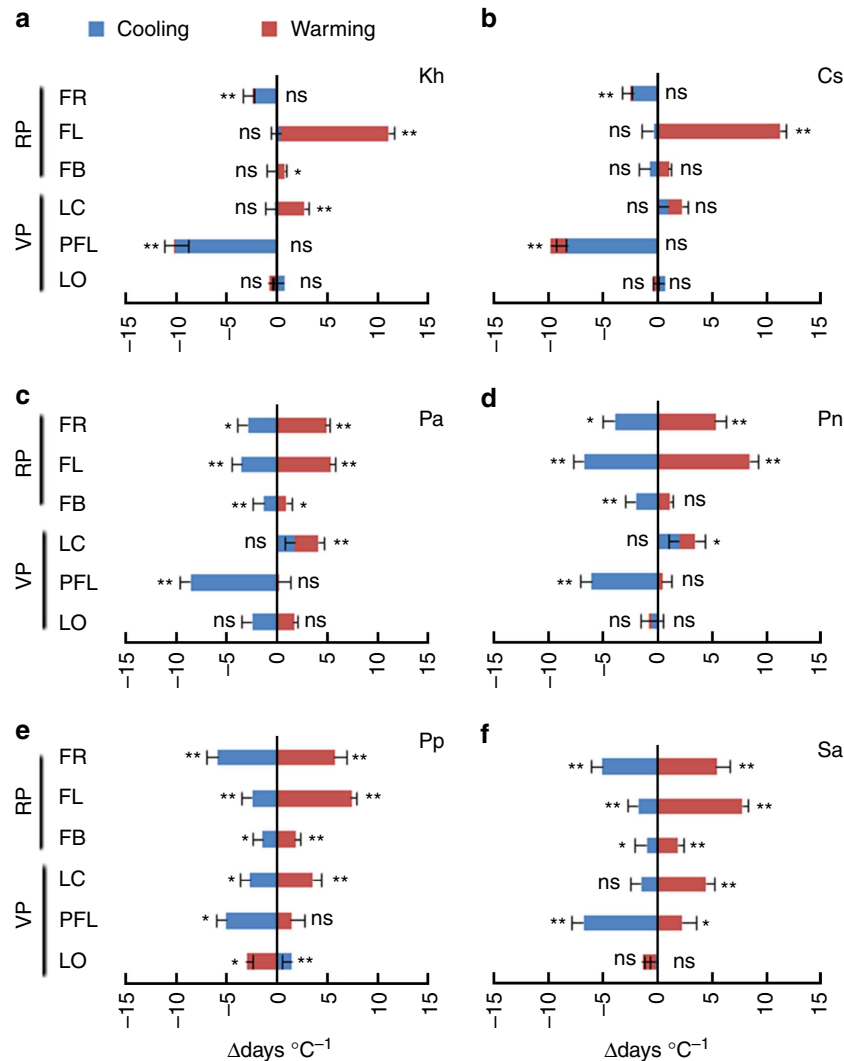 a Cooling Warming b
Kh Cs
RP FR ** ns ** ns
FL ns ** ns **
FB ns * ns ns
VP LC ns ** ns ns
PFL ** ns ** ns
LO ns ns ns ns
−15 −10 −5 0 5 10 15 −15 −10 −5 0 5 10 15
c Pa d Pn
RP FR * ** * **
FL ** ** ** **
FB ** * ** ns
VP LC ns ** ns *
PFL ** ns ** ns
LO ns ns ns ns
−15 −10 −5 0 5 10 15 −15 −10 −5 0 5 10 15
e Pp f Sa
RP FR ** ** ** **
FL ** ** ** **
FB * ** * **
VP LC * ** ns **
PFL * ns ** *
LO * ** ns ns
−15 −10 −5 0 5 10 15 −15 −10 −5 0 5 10 15
Δdays °C⁻¹ Δdays °C⁻¹